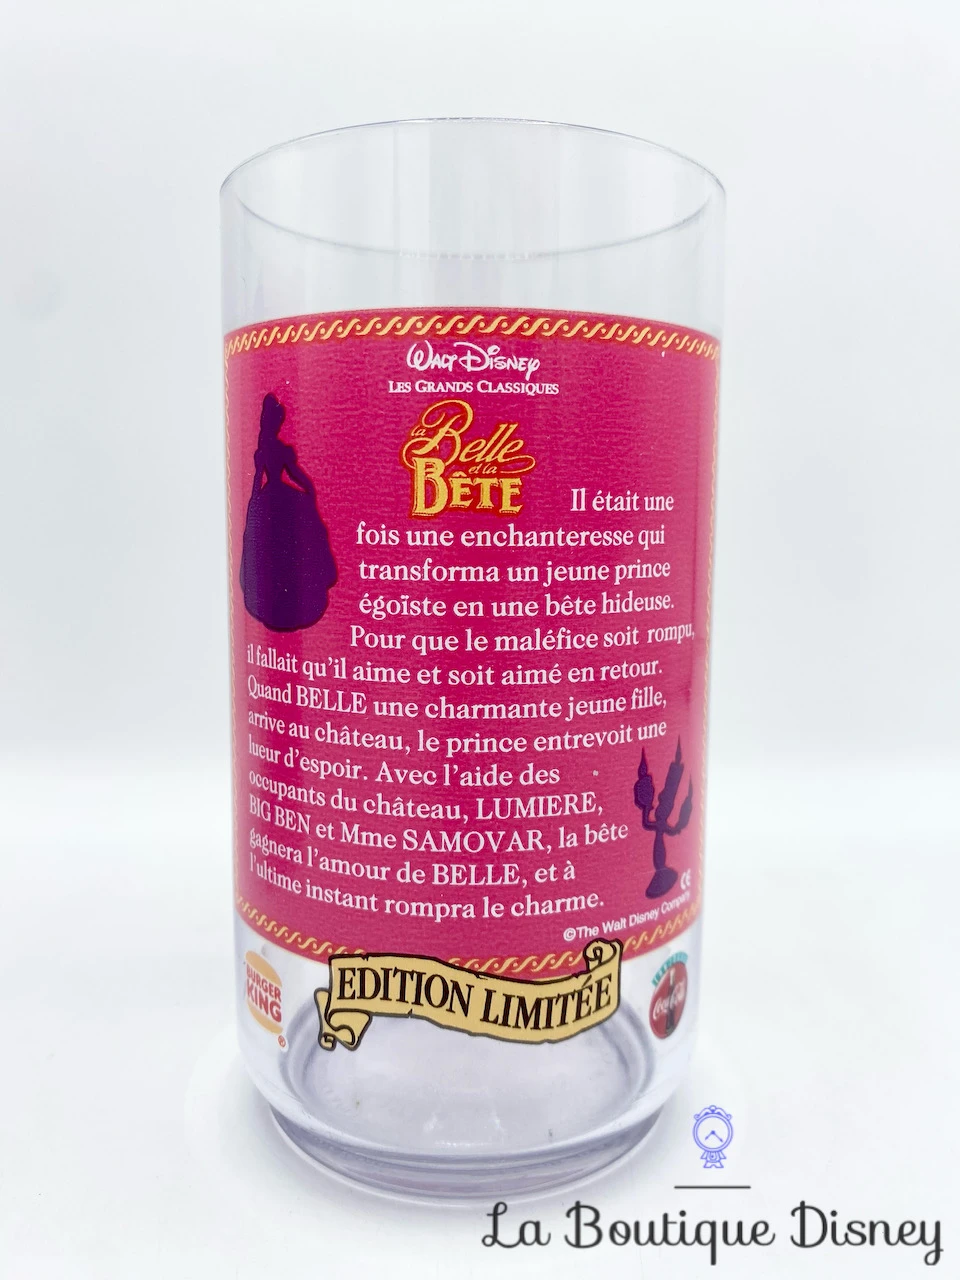 WALT DISNEY
LES GRANDS CLASSIQUES
la Belle
et la
BÊTE
Il était une
fois une enchanteresse qui
transforma un jeune prince
égoïste en une bête hideuse.
Pour que le maléfice soit rompu,
il fallait qu'il aime et soit aimé en retour.
Quand BELLE une charmante jeune fille,
arrive au château, le prince entrevoit une
lueur d'espoir. Avec l'aide des
occupants du château, LUMIERE,
BIG BEN et Mme SAMOVAR, la bête
gagnera l'amour de BELLE, et à
l'ultime instant rompra le charme.
CE
©The Walt Disney Company
BURGER
KING
®
EDITION LIMITÉE
Coca-Cola
La Boutique Disney